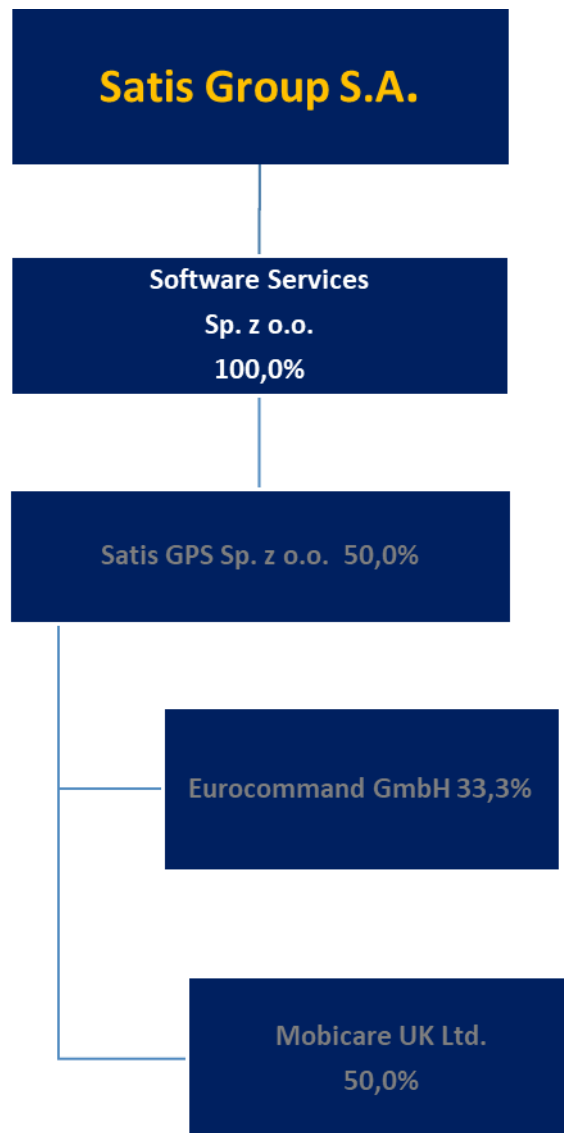 Satis Group S.A.
Software Services
Sp. z o.o.
100,0%
Satis GPS Sp. z o.o. 50,0%
Eurocommand GmbH 33,3%
Mobicare UK Ltd.
50,0%